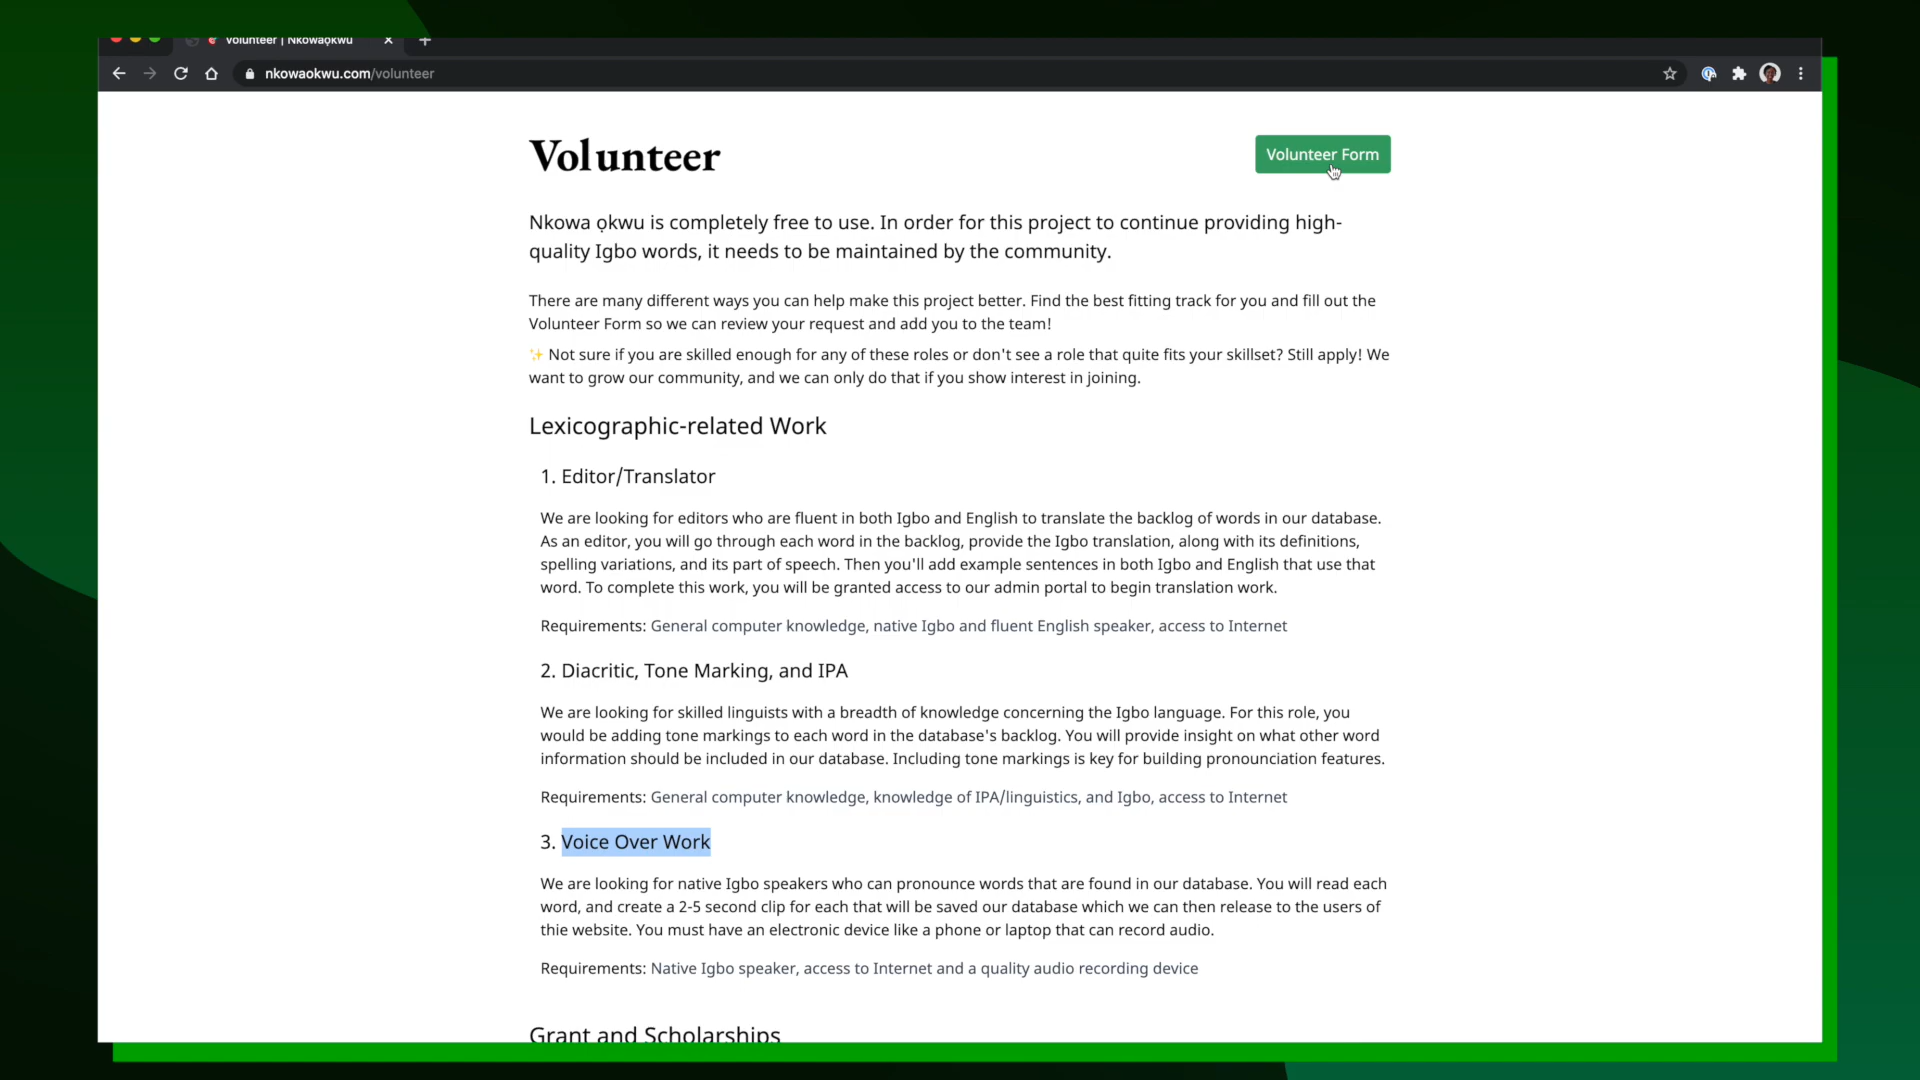 Volunteer | Nkowaọkwu
nkowaokwu.com/volunteer
Volunteer
Volunteer Form
Nkowa ọkwu is completely free to use. In order for this project to continue providing high-
quality Igbo words, it needs to be maintained by the community.
There are many different ways you can help make this project better. Find the best fitting track for you and fill out the
Volunteer Form so we can review your request and add you to the team!
✨ Not sure if you are skilled enough for any of these roles or don't see a role that quite fits your skillset? Still apply! We
want to grow our community, and we can only do that if you show interest in joining.
Lexicographic-related Work
1. Editor/Translator
We are looking for editors who are fluent in both Igbo and English to translate the backlog of words in our database.
As an editor, you will go through each word in the backlog, provide the Igbo translation, along with its definitions,
spelling variations, and its part of speech. Then you'll add example sentences in both Igbo and English that use that
word. To complete this work, you will be granted access to our admin portal to begin translation work.
Requirements: General computer knowledge, native Igbo and fluent English speaker, access to Internet
2. Diacritic, Tone Marking, and IPA
We are looking for skilled linguists with a breadth of knowledge concerning the Igbo language. For this role, you
would be adding tone markings to each word in the database's backlog. You will provide insight on what other word
information should be included in our database. Including tone markings is key for building pronounciation features.
Requirements: General computer knowledge, knowledge of IPA/linguistics, and Igbo, access to Internet
3. Voice Over Work
We are looking for native Igbo speakers who can pronounce words that are found in our database. You will read each
word, and create a 2-5 second clip for each that will be saved our database which we can then release to the users of
thie website. You must have an electronic device like a phone or laptop that can record audio.
Requirements: Native Igbo speaker, access to Internet and a quality audio recording device
Grant and Scholarships